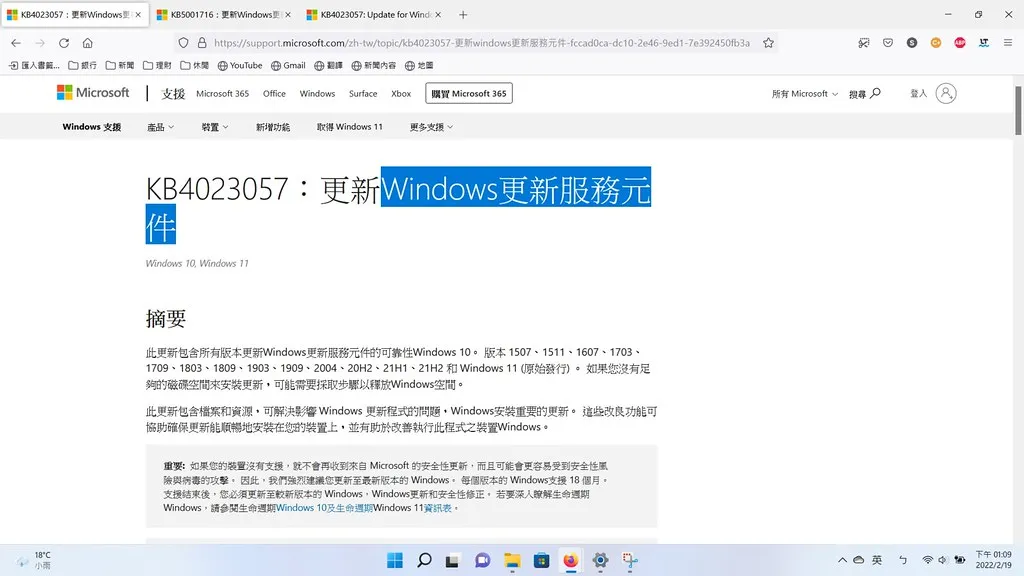 KB4023057：更新Windows更
KB5001716：更新Windows更
KB4023057: Update for Wind
https://support.microsoft.com/zh-tw/topic/kb4023057-更新windows更新服務元件-fccad0ca-dc10-2e46-9ed1-7e392450fb3a
匯入書籤... 銀行 新聞 理財 休閒 YouTube Gmail 翻譯 新聞內容 地圖
Microsoft 支援 Microsoft 365 Office Windows Surface Xbox 購買 Microsoft 365 所有 Microsoft 搜尋 登入
Windows 支援 產品 裝置 新增功能 取得 Windows 11 更多支援
KB4023057：更新Windows更新服務元
件
Windows 10, Windows 11
摘要
此更新包含所有版本更新Windows更新服務元件的可靠性Windows 10。 版本 1507、1511、1607、1703、
1709、1803、1809、1903、1909、2004、20H2、21H1、21H2 和 Windows 11 (原始發行) 。 如果您沒有足
夠的磁碟空間來安裝更新，可能需要採取步驟以釋放Windows空間。
此更新包含檔案和資源，可解決影響 Windows 更新程式的問題，Windows安裝重要的更新。 這些改良功能可
協助確保更新能順暢地安裝在您的裝置上，並有助於改善執行此程式之裝置Windows。
重要: 如果您的裝置沒有支援，就不會再收到來自 Microsoft 的安全性更新，而且可能會更容易受到安全性風
險與病毒的攻擊。 因此，我們強烈建議您更新至最新版本的 Windows。 每個版本的 Windows支援 18 個月。
支援結束後，您必須更新至較新版本的 Windows，Windows更新和安全性修正。 若要深入瞭解生命週期
Windows，請參閱生命週期Windows 10及生命週期Windows 11資訊表。
18°C
小雨
英
下午 01:09
2022/2/19